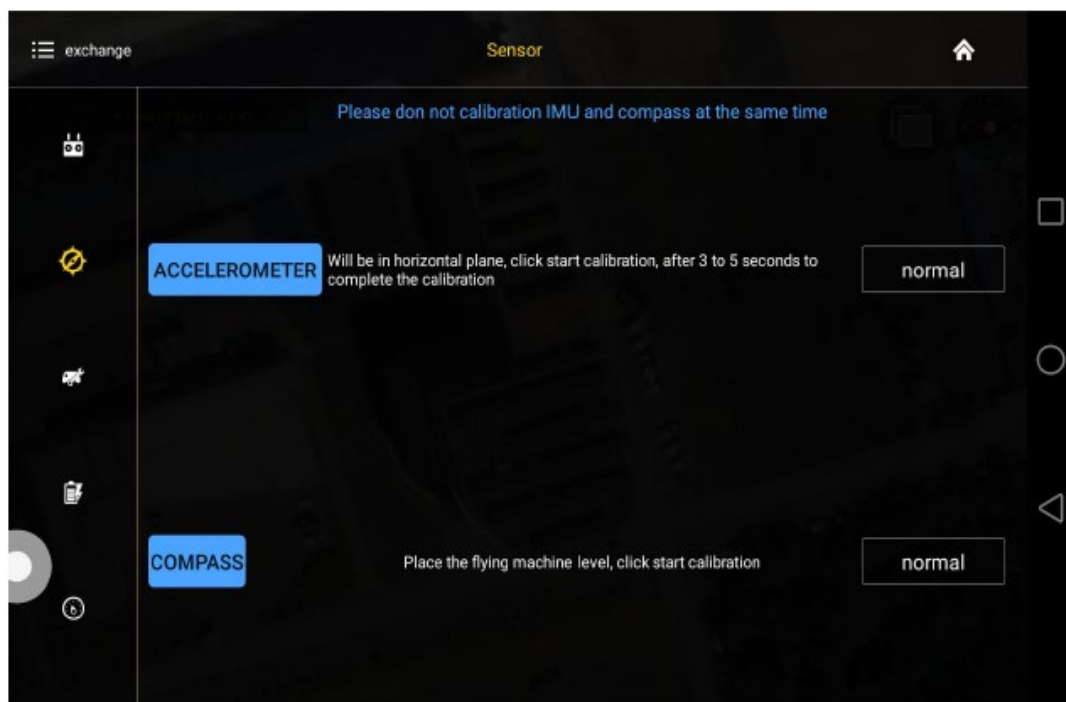 exchange
Sensor
Please don not calibration IMU and compass at the same time
ACCELEROMETER
Will be in horizontal plane, click start calibration, after 3 to 5 seconds to
complete the calibration
normal
COMPASS
Place the flying machine level, click start calibration
normal